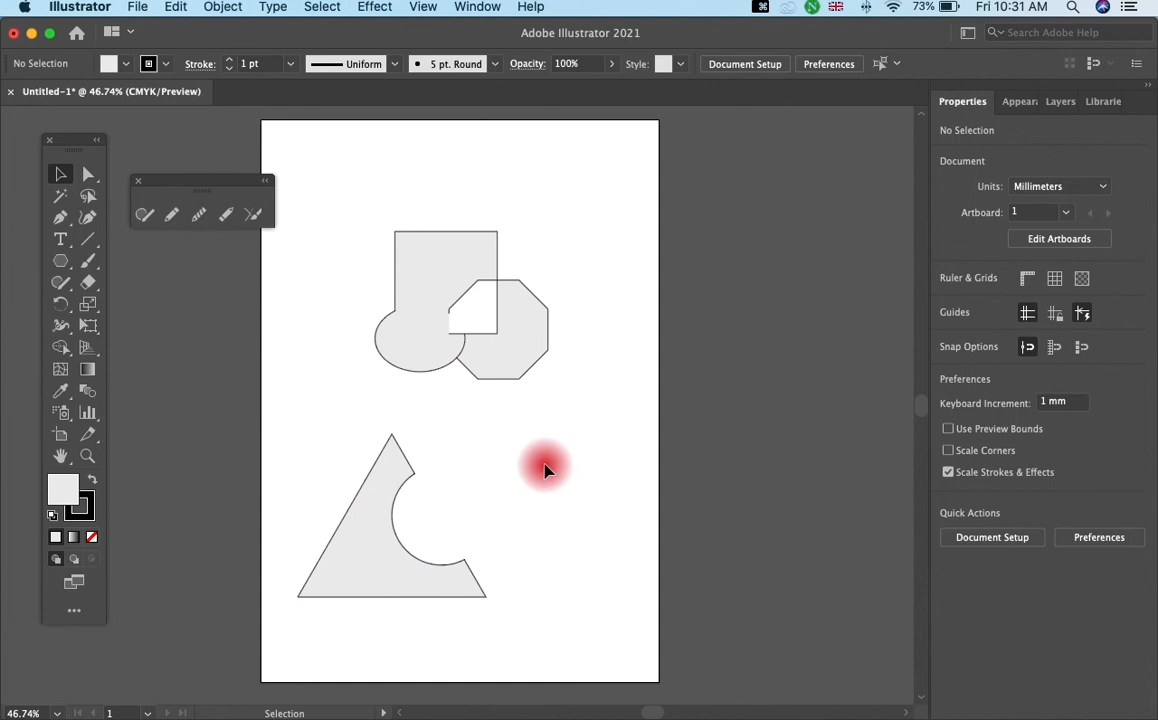 Illustrator File Edit Object Type Select Effect View Window Help 73% Fri 10:31 AM
Adobe Illustrator 2021 Search Adobe Help
No Selection Stroke: 1 pt Uniform 5 pt. Round Opacity: 100% Style: Document Setup Preferences
Untitled-1* @ 46.74% (CMYK/Preview)
Properties Appear Layers Librarie
No Selection
Document
Units: Millimeters
Artboard: 1
Edit Artboards
Ruler & Grids
Guides
Snap Options
Preferences
Keyboard Increment: 1 mm
Use Preview Bounds
Scale Corners
Scale Strokes & Effects
Quick Actions
Document Setup Preferences
46.74% 1 Selection